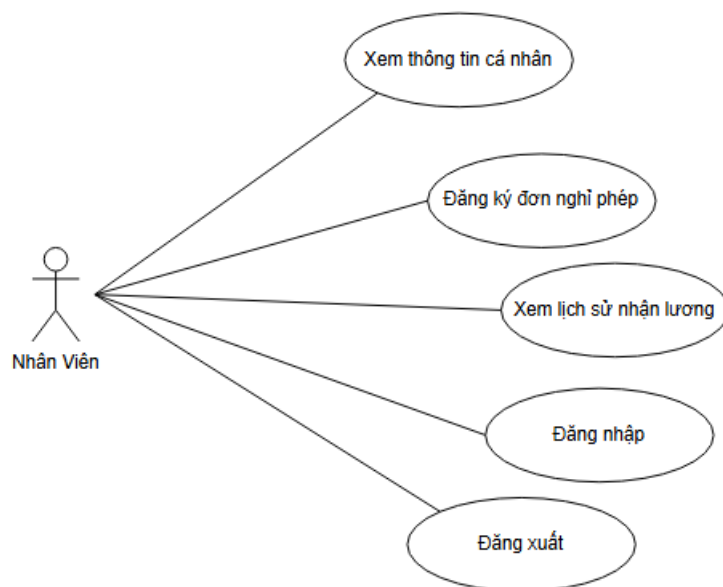 Xem thông tin cá nhân
Đăng ký đơn nghỉ phép
Xem lịch sử nhận lương
Nhân Viên
Đăng nhập
Đăng xuất